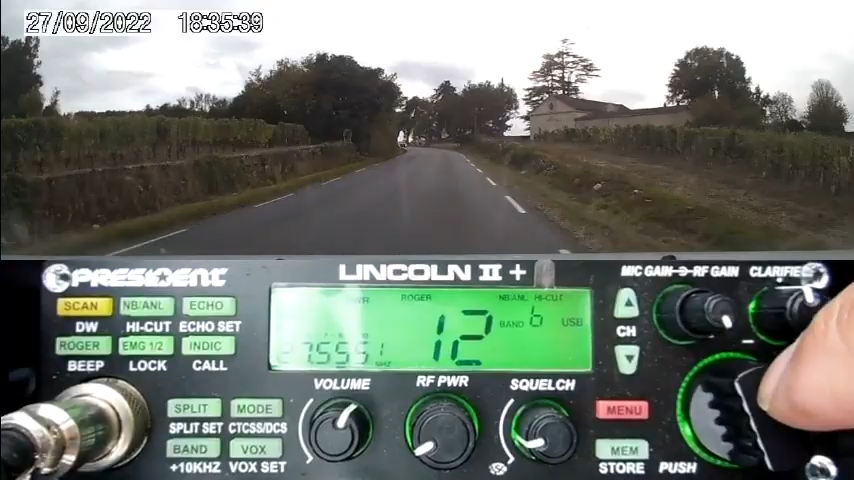 27/09/2022 18:35:39
PRESIDENT
LINCOLN II +
MIC GAIN RF GAIN CLARIFIER
SCAN NB/ANL ECHO
DW HI-CUT ECHO SET
ROGER EMG 1/2 INDIC
BEEP LOCK CALL
ROGER NB/ANL HI-CUT
12 BAND 6 USB
27.5551 MHZ
CH
VOLUME RF PWR SQUELCH
SPLIT MODE
SPLIT SET CTCSS/DCS
BAND VOX
+10KHZ VOX SET
MENU
MEM
STORE PUSH